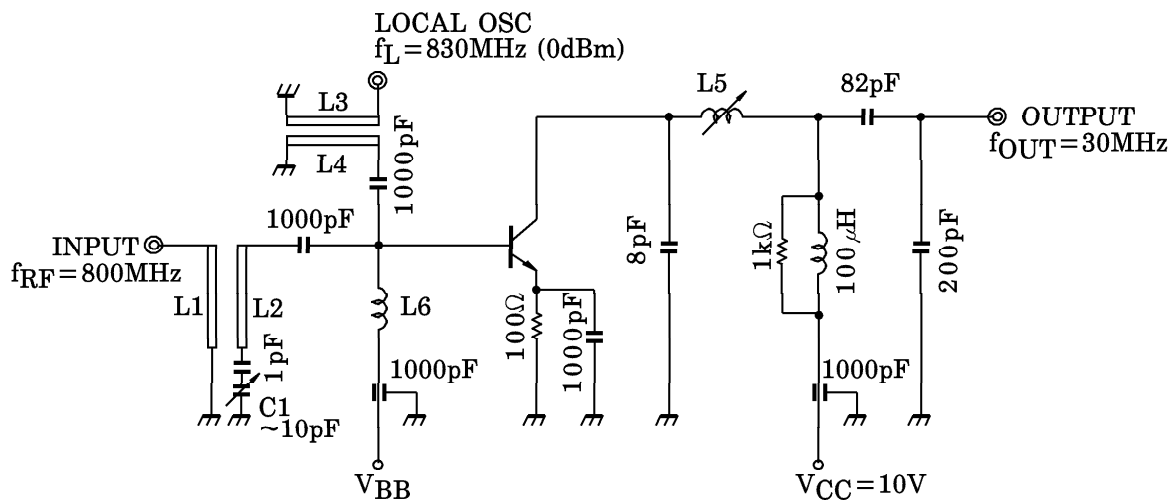 LOCAL OSC
fL=830MHz (0dBm)
L3
L4
1000pF
1000pF
INPUT
fRF=800MHz
L1
L2
1pF
C1
~10pF
L6
1000pF
VBB
100Ω
1000pF
8pF
L5
82pF
OUTPUT
fOUT=30MHz
1kΩ
100μH
200pF
1000pF
VCC=10V